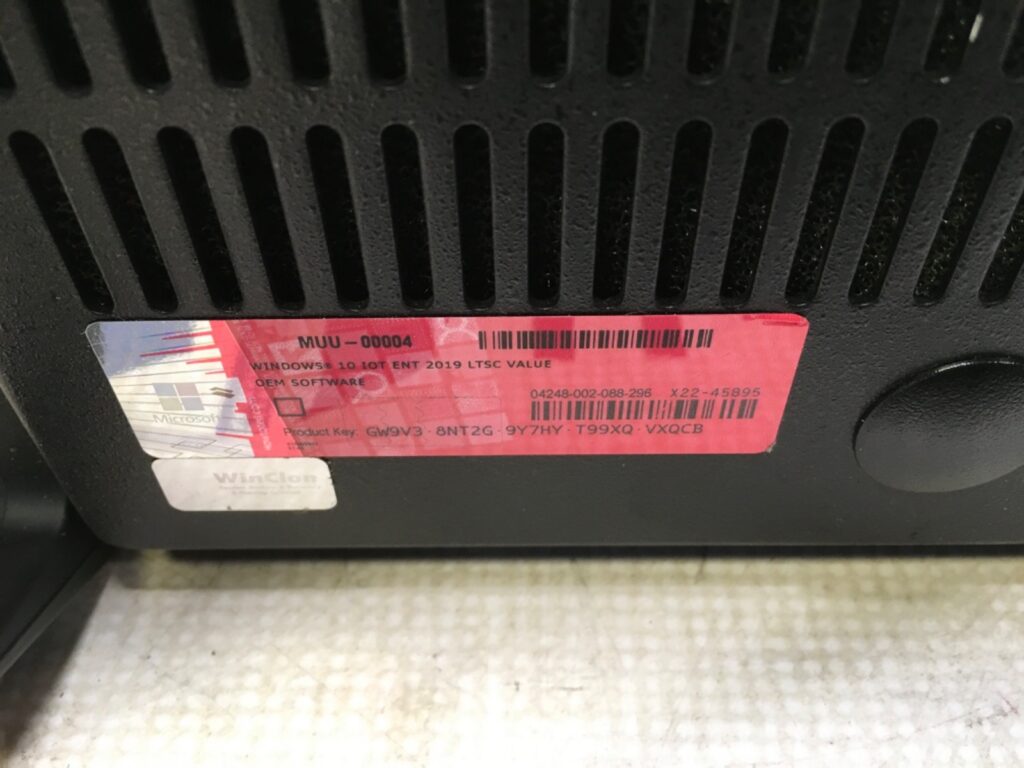 MUU-00004
WINDOWS® 10 IOT ENT 2019 LTSC VALUE
OEM SOFTWARE
04248-002-088-296 X22-45895
Microsoft
Product Key: GW9V3-8NT2G-9Y7HY-T99XQ-VXQCB
WinClon